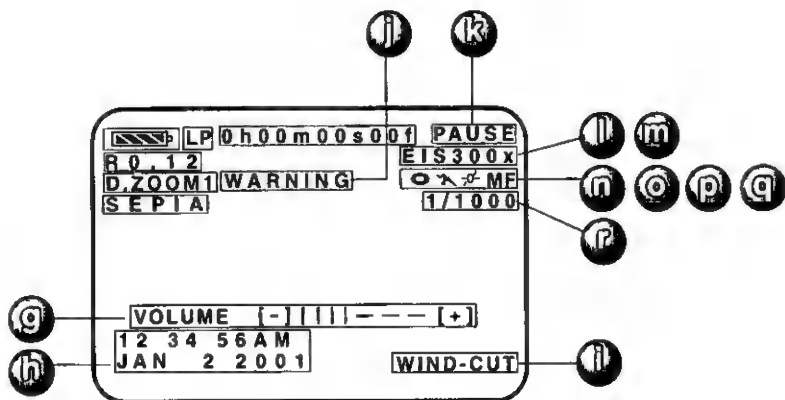 j k
LP 0h00m00s00f PAUSE
EIS300x l m
R 0.12
D.ZOOM1 WARNING MF n o p q
SEPIA 1/1000
r
g VOLUME [-]||||---[+]
12 34 56AM
h JAN 2 2001 WIND-CUT i